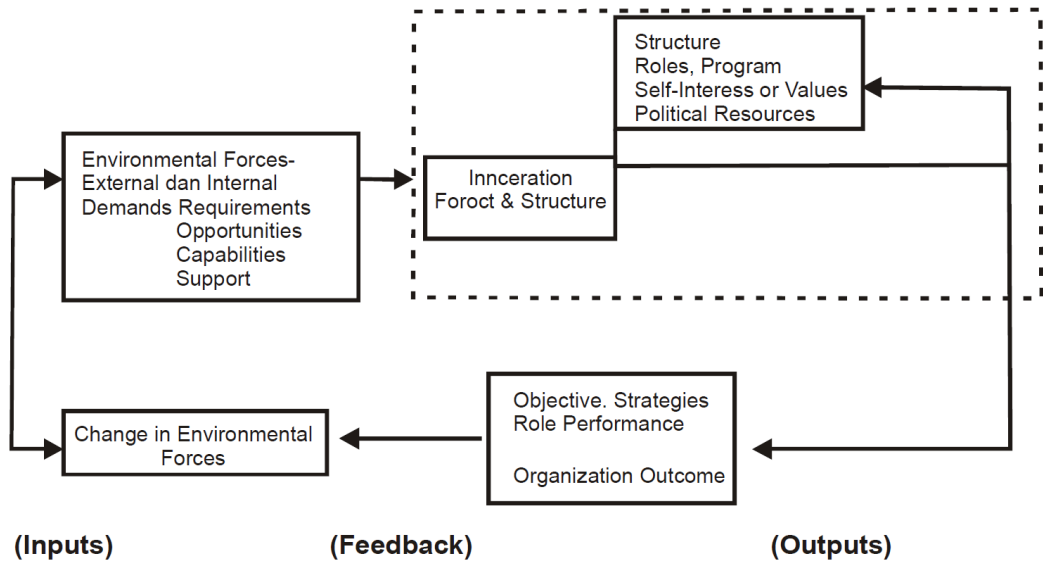 Structure
Roles, Program
Self-Interess or Values
Political Resources
Environmental Forces-
External dan Internal
Demands Requirements
Opportunities
Capabilities
Support
Innceration
Foroct & Structure
Objective. Strategies
Role Performance
Organization Outcome
Change in Environmental
Forces
(Inputs)
(Feedback)
(Outputs)